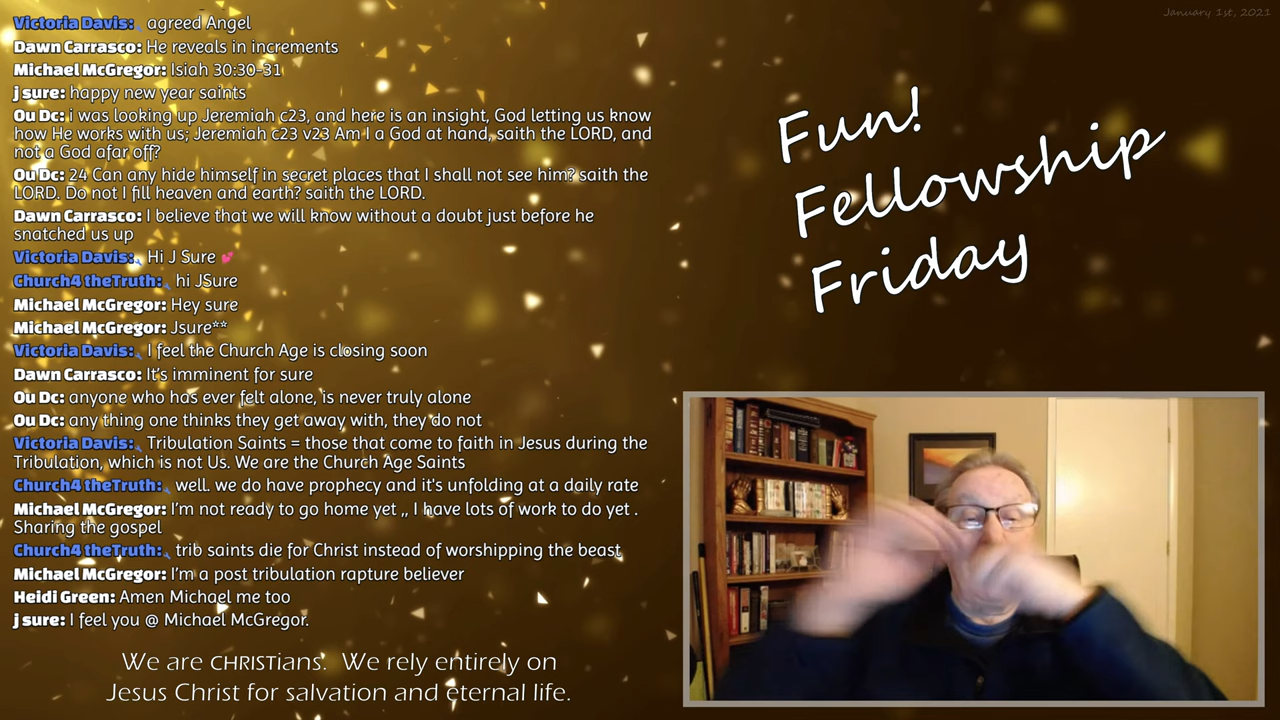 Victoria Davis: agreed Angel
Dawn Carrasco: He reveals in increments
Michael McGregor: Isiah 30:30-31
j sure: happy new year saints
Ou Dc: i was looking up Jeremiah c23, and here is an insight, God letting us know
how He works with us; Jeremiah c23 v23 Am I a God at hand, saith the LORD, and
not a God afar off?
Ou Dc: 24 Can any hide himself in secret places that I shall not see him? saith the
LORD. Do not I fill heaven and earth? saith the LORD.
Dawn Carrasco: I believe that we will know without a doubt just before he
snatched us up
Victoria Davis: Hi J Sure 💕
Church4 theTruth: hi JSure
Michael McGregor: Hey sure
Michael McGregor: Jsure**
Victoria Davis: I feel the Church Age is closing soon
Dawn Carrasco: It's imminent for sure
Ou Dc: anyone who has ever felt alone, is never truly alone
Ou Dc: any thing one thinks they get away with, they do not
Victoria Davis: Tribulation Saints = those that come to faith in Jesus during the
Tribulation, which is not Us. We are the Church Age Saints
Church4 theTruth: well. we do have prophecy and it's unfolding at a daily rate
Michael McGregor: I'm not ready to go home yet ,, I have lots of work to do yet .
Sharing the gospel
Church4 theTruth: trib saints die for Christ instead of worshipping the beast
Michael McGregor: I'm a post tribulation rapture believer
Heidi Green: Amen Michael me too
j sure: I feel you @ Michael McGregor.
We are CHRISTians. We rely entirely on
Jesus Christ for salvation and eternal life.
January 1st, 2021
Fun!
Fellowship
Friday